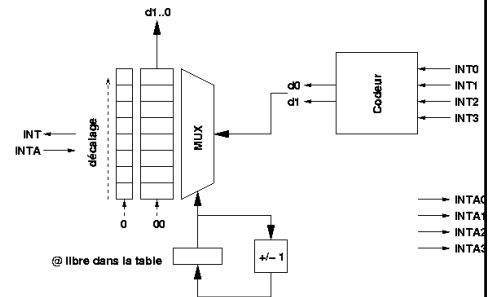 d1..0
INT0
d0
INT1
d1
INT2
INT3
Codeur
MUX
décalage
INT
INTA
0
00
INTA0
INTA1
INTA2
INTA3
@ libre dans la table
+/- 1